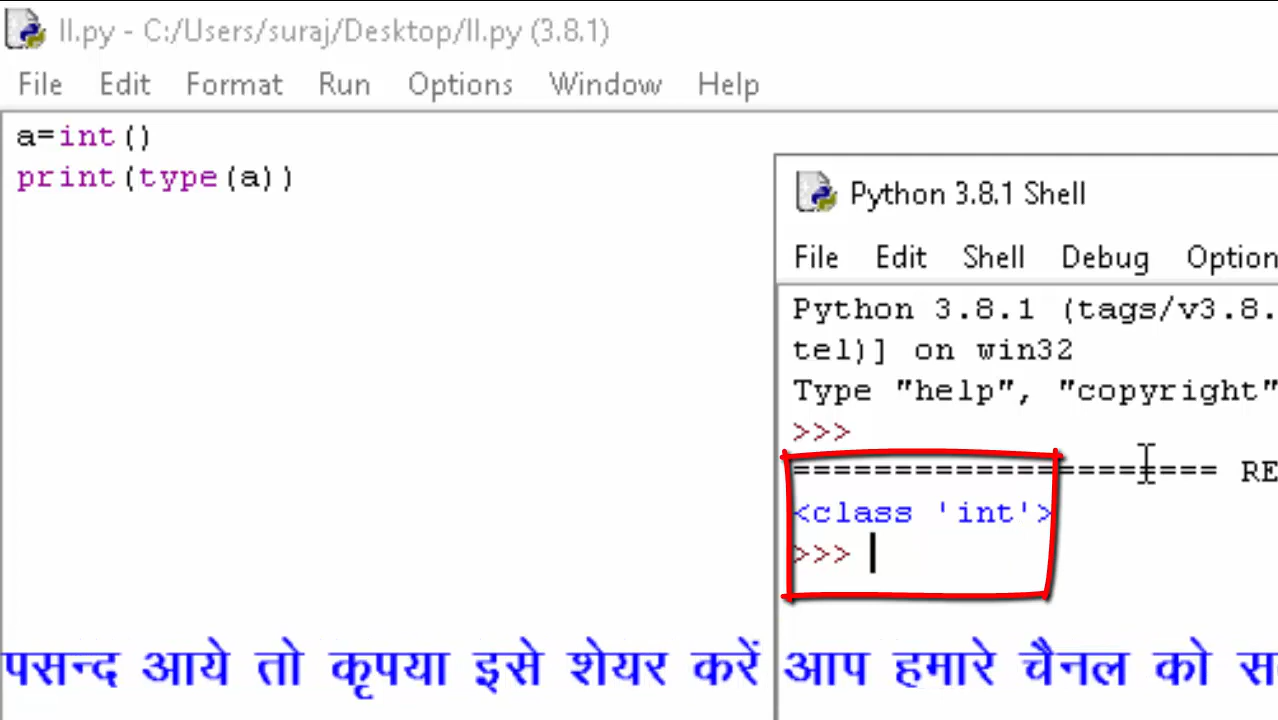 ll.py - C:/Users/suraj/Desktop/ll.py (3.8.1)
File Edit Format Run Options Window Help
a=int()
print(type(a))
Python 3.8.1 Shell
File Edit Shell Debug Option
Python 3.8.1 (tags/v3.8.
tel)] on win32
Type "help", "copyright"
>>>
===================== RE
<class 'int'>
>>>
पसन्द आये तो कृपया इसे शेयर करें आप हमारे चैनल को स